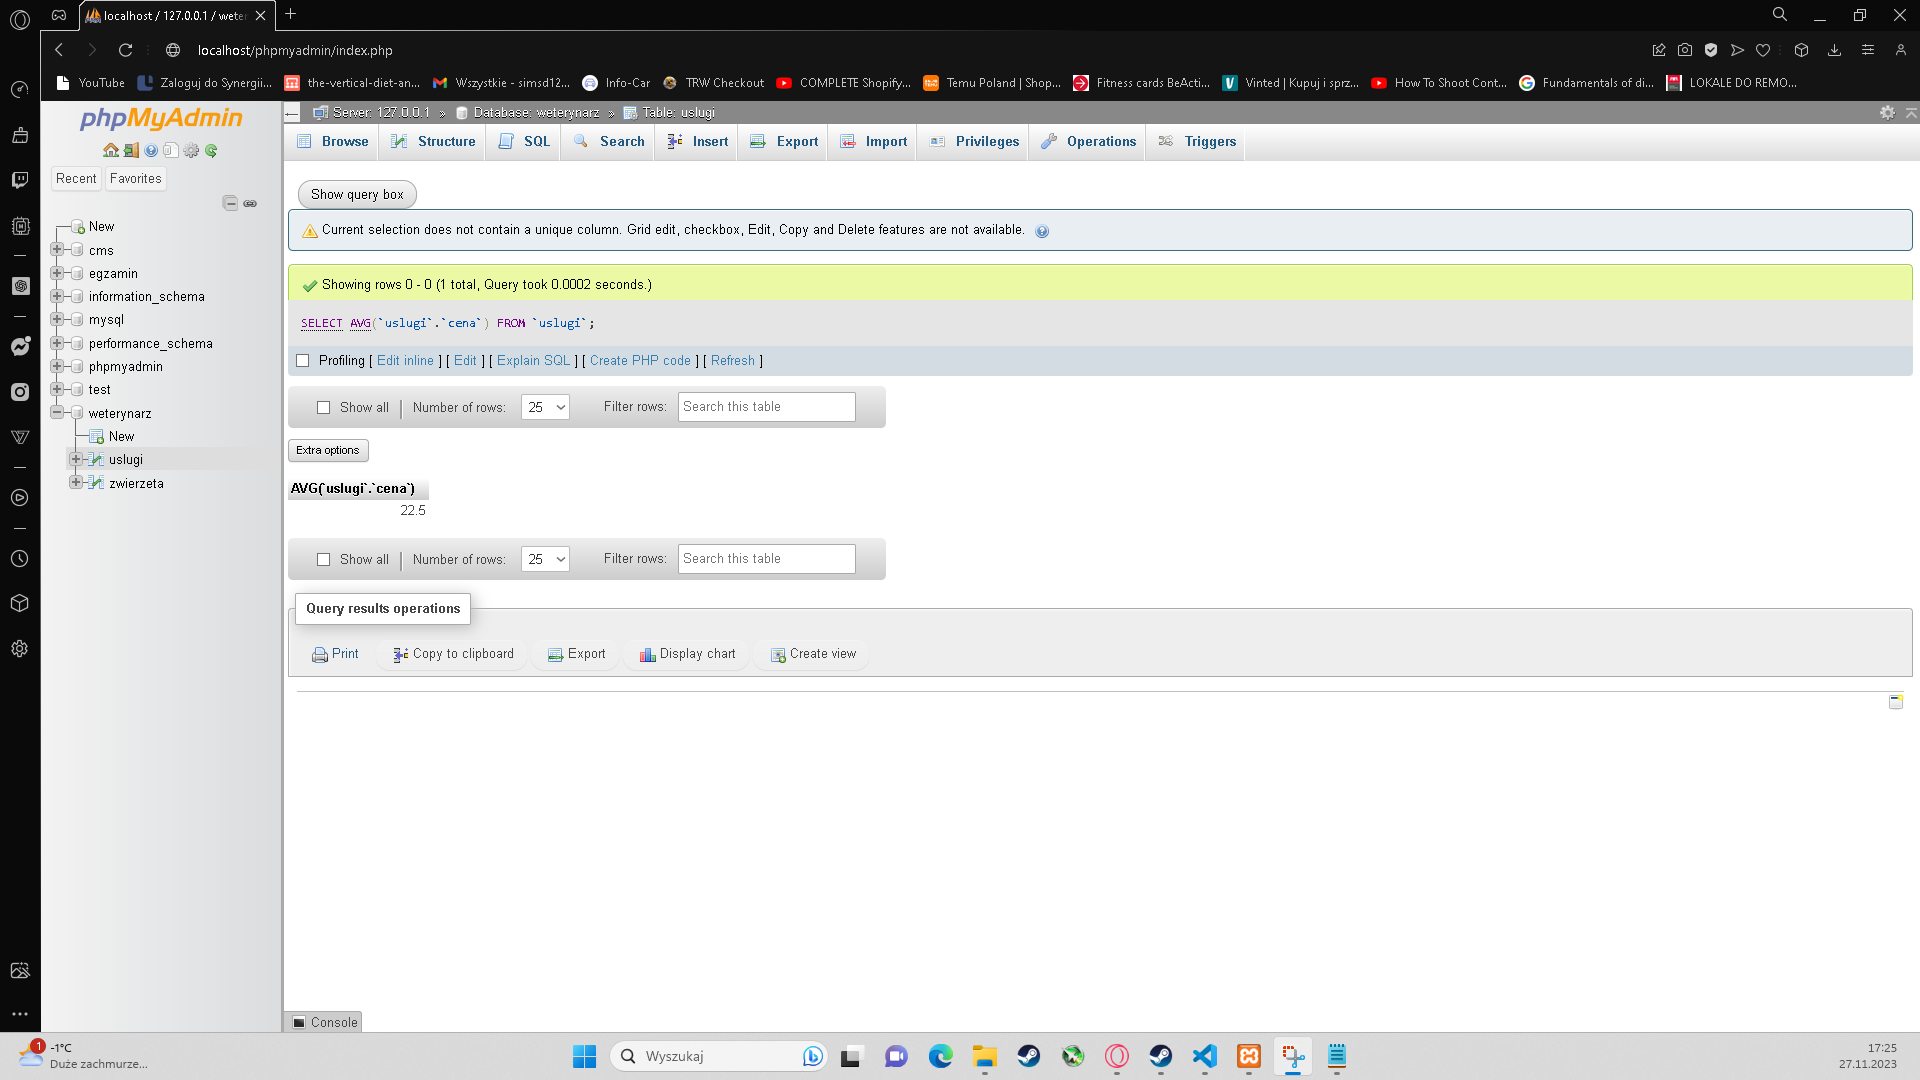 localhost / 127.0.0.1 / weter
localhost/phpmyadmin/index.php
YouTube
Zaloguj do Synergii...
the-vertical-diet-an...
Wszystkie - simsd12...
Info-Car
TRW Checkout
COMPLETE Shopify...
Temu Poland | Shop...
Fitness cards BeActi...
Vinted | Kupuj i sprz...
How To Shoot Cont...
Fundamentals of di...
LOKALE DO REMO...
phpMyAdmin
Recent
Favorites
New
cms
egzamin
information_schema
mysql
performance_schema
phpmyadmin
test
weterynarz
New
uslugi
zwierzeta
Server: 127.0.0.1 » Database: weterynarz » Table: uslugi
Browse
Structure
SQL
Search
Insert
Export
Import
Privileges
Operations
Triggers
Show query box
Current selection does not contain a unique column. Grid edit, checkbox, Edit, Copy and Delete features are not available.
Showing rows 0 - 0 (1 total, Query took 0.0002 seconds.)
SELECT AVG(`uslugi`.`cena`) FROM `uslugi`;
Profiling [ Edit inline ] [ Edit ] [ Explain SQL ] [ Create PHP code ] [ Refresh ]
Show all | Number of rows: 25 Filter rows: Search this table
Extra options
AVG(`uslugi`.`cena`)
22.5
Show all | Number of rows: 25 Filter rows: Search this table
Query results operations
Print
Copy to clipboard
Export
Display chart
Create view
Console
1
-1°C
Duże zachmurze...
Wyszukaj
17:25
27.11.2023